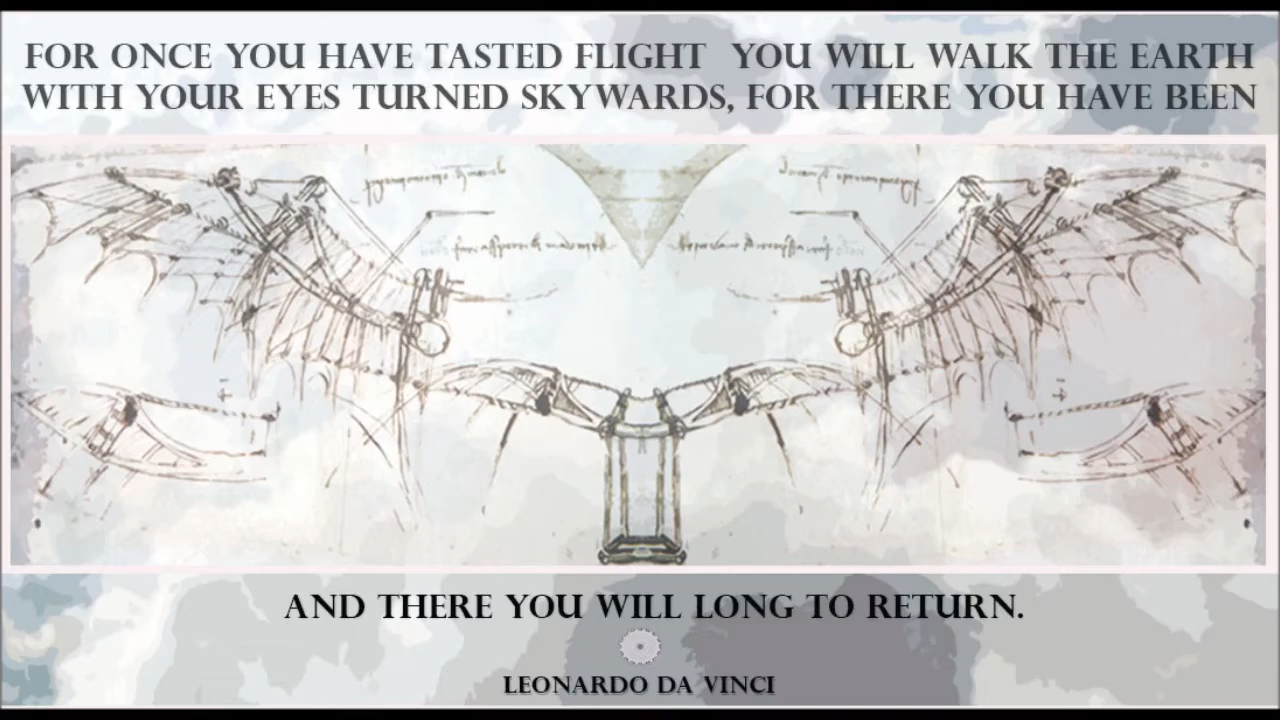 FOR ONCE YOU HAVE TASTED FLIGHT YOU WILL WALK THE EARTH
WITH YOUR EYES TURNED SKYWARDS, FOR THERE YOU HAVE BEEN
AND THERE YOU WILL LONG TO RETURN.
LEONARDO DA VINCI